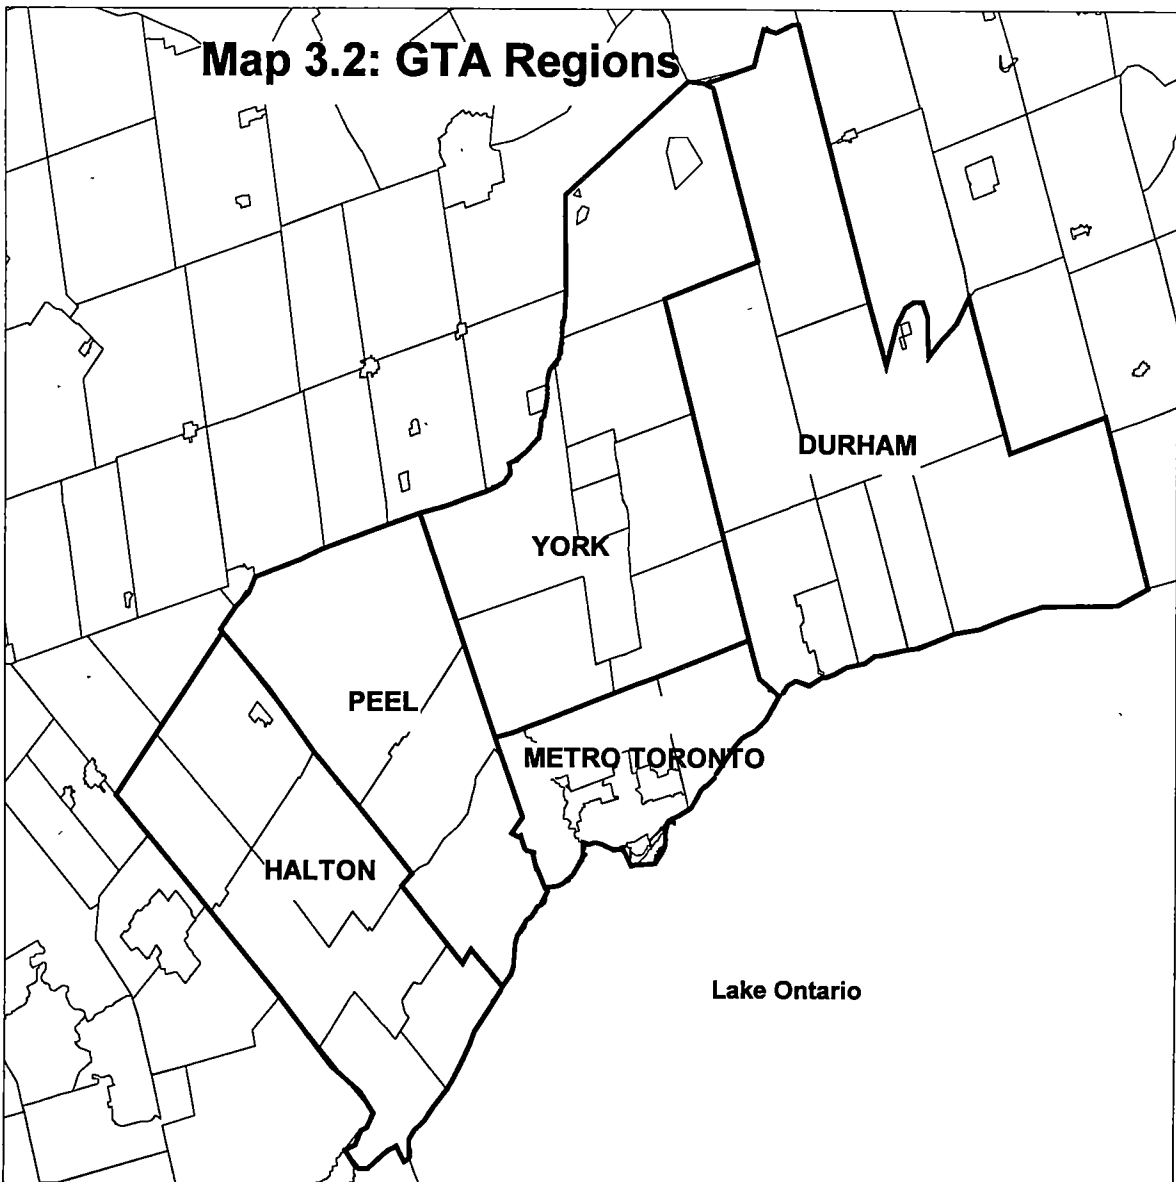 Map 3.2: GTA Regions
DURHAM
YORK
PEEL
METRO TORONTO
HALTON
Lake Ontario